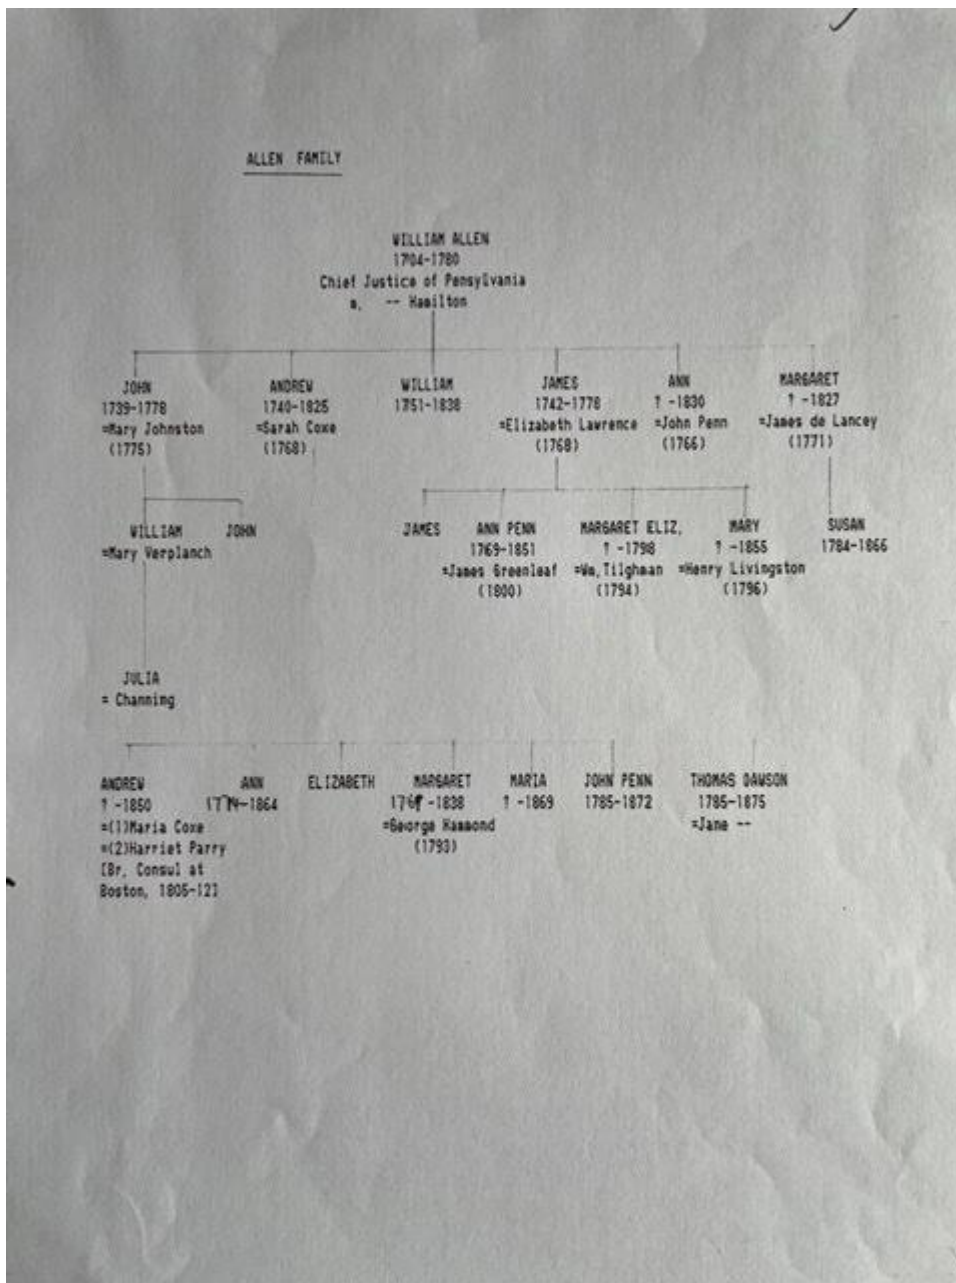 ALLEN FAMILY
WILLIAM ALLEN
1704-1780
Chief Justice of Pensylvania
m, -- Hamilton
JOHN ANDREW WILLIAM JAMES ANN MARGARET
1739-1778 1740-1825 1751-1838 1742-1778 ? -1830 ? -1827
=Mary Johnston =Sarah Coxe =Elizabeth Lawrence =John Penn =James de Lancey
(1775) (1768) (1768) (1766) (1771)
WILLIAM JOHN JAMES ANN PENN MARGARET ELIZ, MARY SUSAN
=Mary Verplanch 1769-1851 ? -1798 ? -1855 1784-1866
=James Greenleaf =Wm,Tilghman =Henry Livingston
(1800) (1794) (1796)
JULIA
= Channing
ANDREW ANN ELIZABETH MARGARET MARIA JOHN PENN THOMAS DAWSON
? -1850 -1864 -1838 ? -1869 1785-1872 1785-1875
=(1)Maria Coxe =George Hammond =Jane --
=(2)Harriet Parry (1793)
[Br, Consul at
Boston, 1805-12]